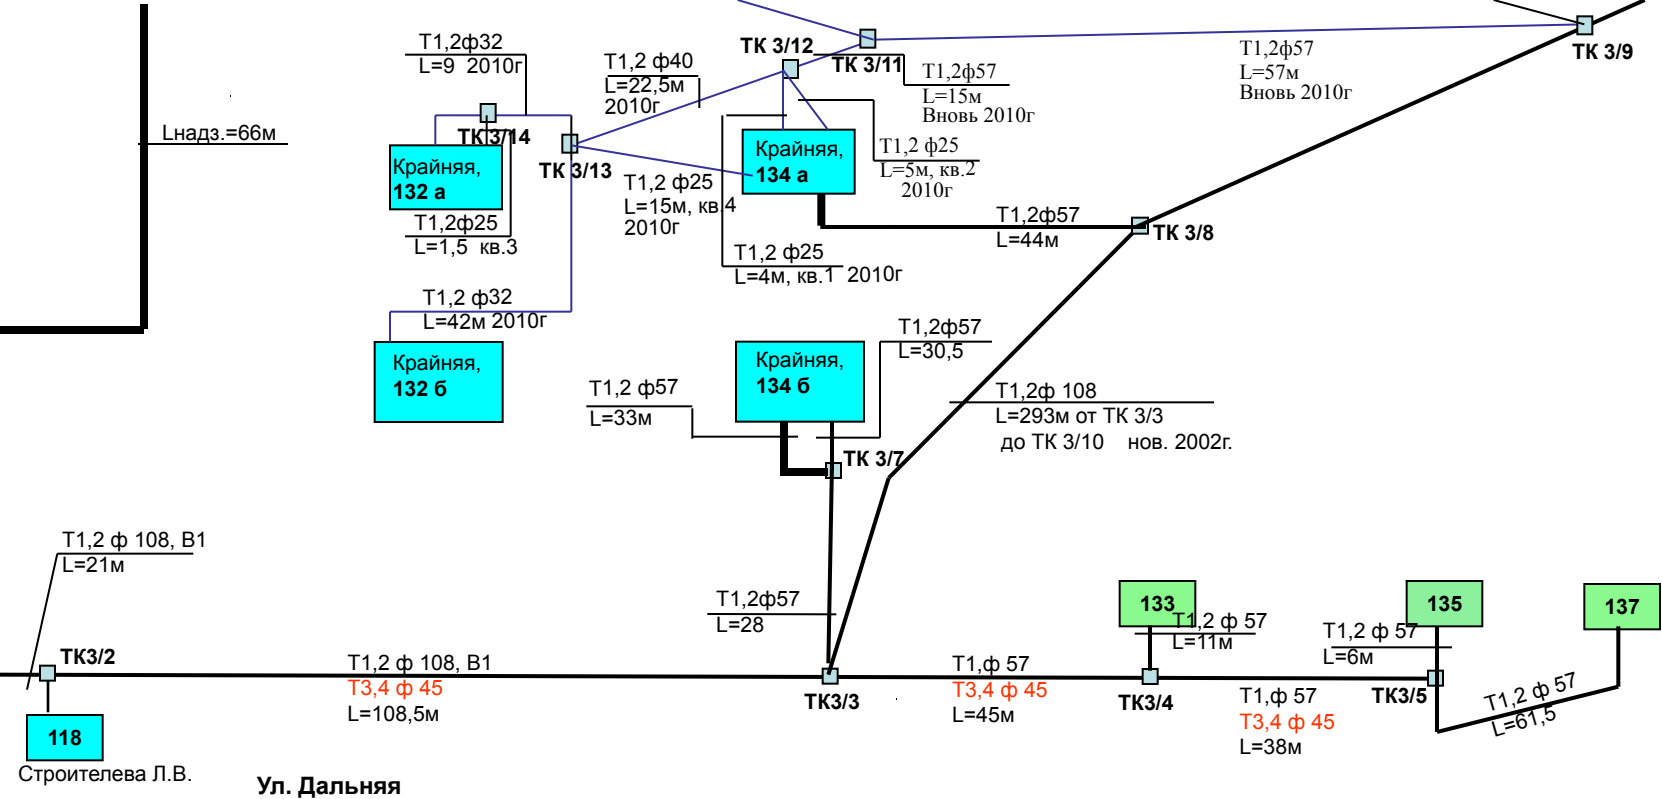 Т1,2ф32
L=9  2010г
Т1,2 ф40
L=22,5м
2010г
ТК 3/12
ТК 3/11
Т1,2ф57
L=15м
Вновь 2010г
Т1,2ф57
L=57м
Вновь 2010г
ТК 3/9
Lнадз.=66м
ТК 3/14
ТК 3/13
Крайняя,
132 а
Крайняя,
134 а
Т1,2 ф25
L=5м, кв.2
2010г
Т1,2 ф25
L=15м, кв.4
2010г
Т1,2ф25
L=1,5  кв.3
Т1,2ф57
L=44м
ТК 3/8
Т1,2 ф25
L=4м, кв.1  2010г
Т1,2 ф32
L=42м 2010г
Крайняя,
132 б
Крайняя,
134 б
Т1,2ф57
L=30,5
Т1,2 ф57
L=33м
Т1,2ф 108
L=293м от ТК 3/3
до ТК 3/10   нов. 2002г.
ТК 3/7
Т1,2 ф 108, В1
L=21м
Т1,2ф57
L=28
133
135
137
Т1,2 ф 57
L=11м
Т1,2 ф 57
L=6м
ТК3/2
Т1,2 ф 108, В1
Т3,4 ф 45
L=108,5м
ТК3/3
Т1,ф 57
Т3,4 ф 45
L=45м
ТК3/4
Т1,ф 57
Т3,4 ф 45
L=38м
ТК3/5
Т1,2 ф 57
L=61,5
118
Строителева Л.В.
Ул. Дальняя